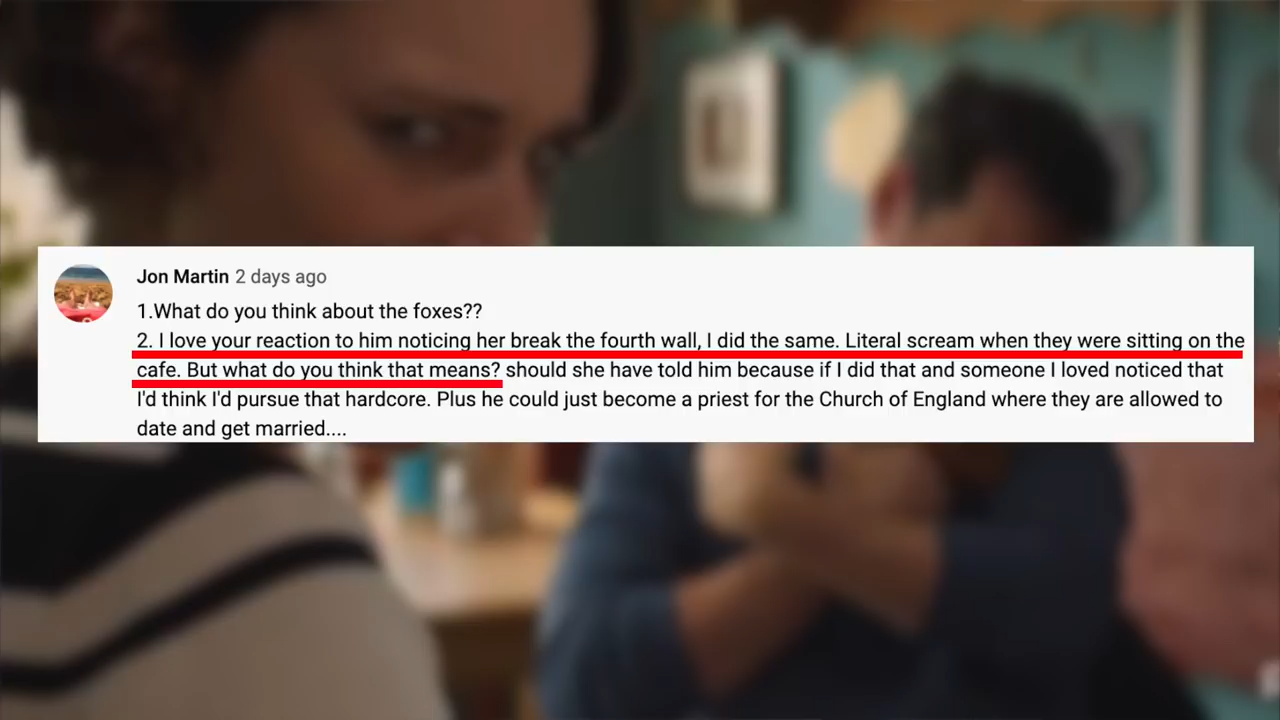 Jon Martin 2 days ago
1.What do you think about the foxes??
2. I love your reaction to him noticing her break the fourth wall, I did the same. Literal scream when they were sitting on the
cafe. But what do you think that means? should she have told him because if I did that and someone I loved noticed that
I'd think I'd pursue that hardcore. Plus he could just become a priest for the Church of England where they are allowed to
date and get married....